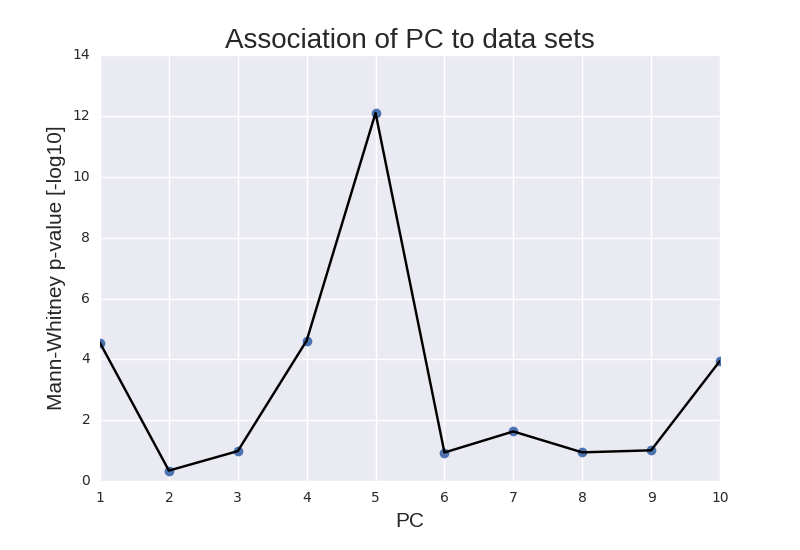 Association of PC to data sets
Mann-Whitney p-value [-log10]
14
12
10
8
6
4
2
0
1 2 3 4 5 6 7 8 9 10
PC